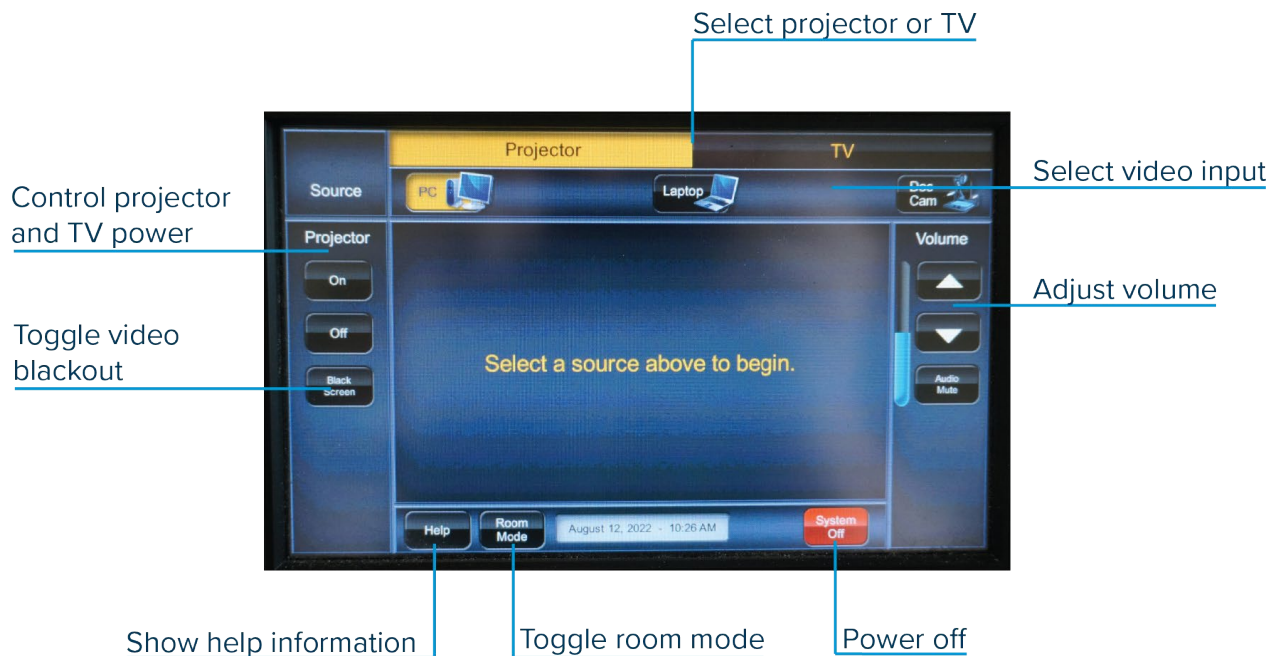 Select projector or TV
Projector
TV
Source
PC
Laptop
Doc
Cam
Select video input
Control projector
and TV power
Projector
On
Off
Black
Screen
Toggle video
blackout
Select a source above to begin.
Volume
Audio
Mute
Adjust volume
Help
Room
Mode
August 12, 2022 - 10:26 AM
System
Off
Show help information
Toggle room mode
Power off